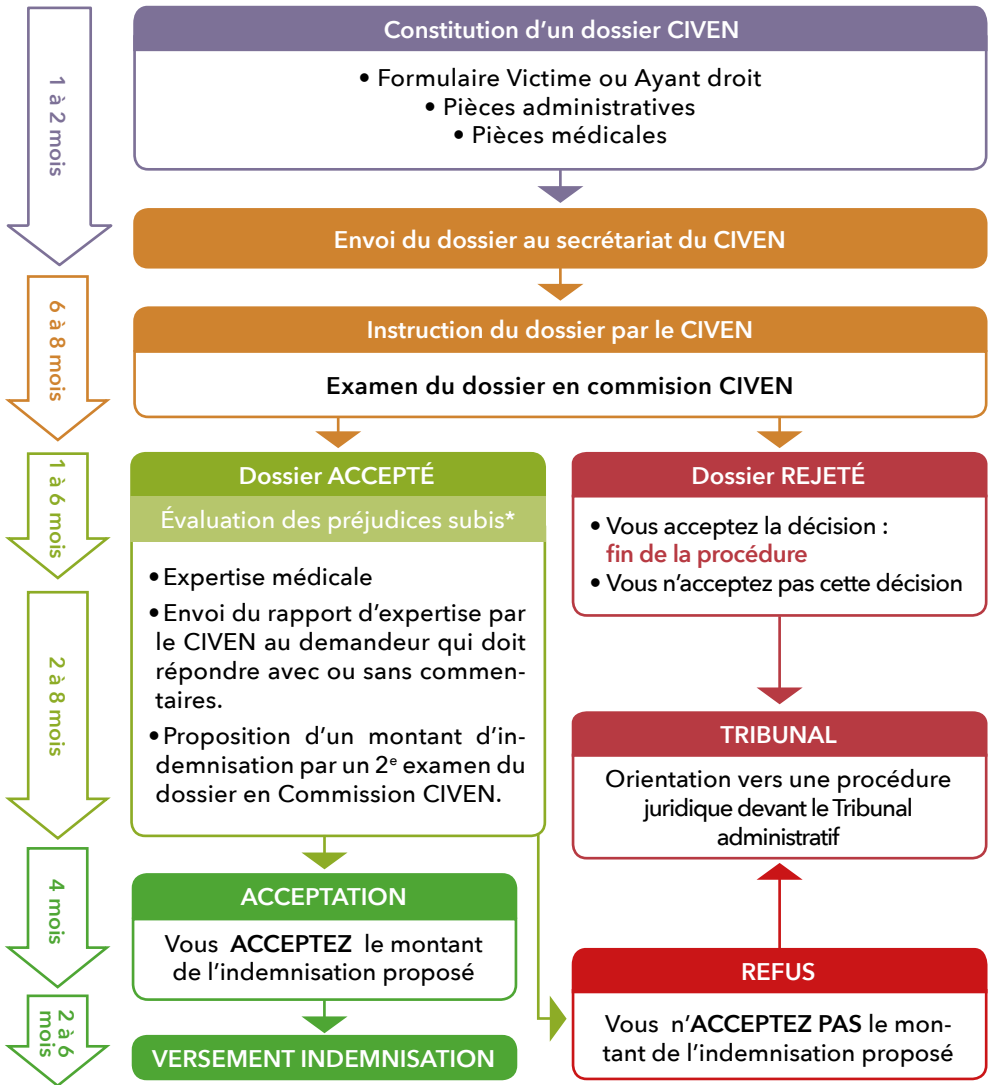 1 à 2 mois
Constitution d'un dossier CIVEN
• Formulaire Victime ou Ayant droit
• Pièces administratives
• Pièces médicales
Envoi du dossier au secrétariat du CIVEN
6 à 8 mois
Instruction du dossier par le CIVEN
Examen du dossier en commision CIVEN
1 à 6 mois
Dossier ACCEPTÉ
Évaluation des préjudices subis*
• Expertise médicale
• Envoi du rapport d'expertise par
le CIVEN au demandeur qui doit
répondre avec ou sans commen-
taires.
• Proposition d'un montant d'in-
demnisation par un 2e examen du
dossier en Commission CIVEN.
Dossier REJETÉ
• Vous acceptez la décision :
fin de la procédure
• Vous n'acceptez pas cette décision
2 à 8 mois
TRIBUNAL
Orientation vers une procédure
juridique devant le Tribunal
administratif
4 mois
ACCEPTATION
Vous ACCEPTEZ le montant
de l'indemnisation proposé
REFUS
Vous n'ACCEPTEZ PAS le mon-
tant de l'indemnisation proposé
2 à 6
mois
VERSEMENT INDEMNISATION